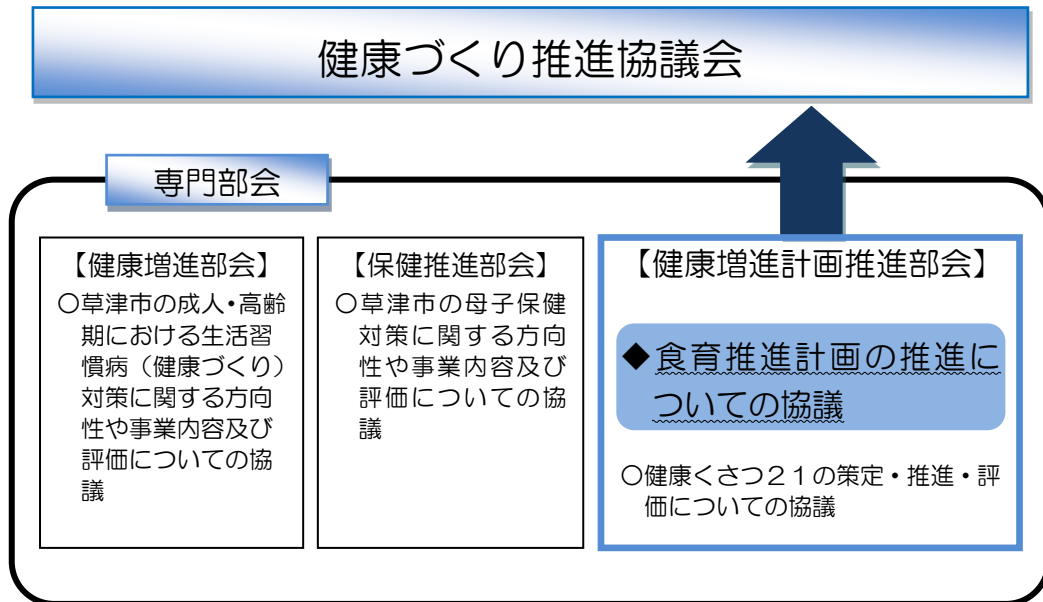 健康づくり推進協議会
専門部会
【健康増進部会】
〇草津市の成人・高齢
期における生活習
慣病（健康づくり）
対策に関する方向
性や事業内容及び
評価についての協
議
【保健推進部会】
〇草津市の母子保健
対策に関する方向
性や事業内容及び
評価についての協
議
【健康増進計画推進部会】
◆食育推進計画の推進に
ついての協議
〇健康くさつ２１の策定・推進・評
価についての協議